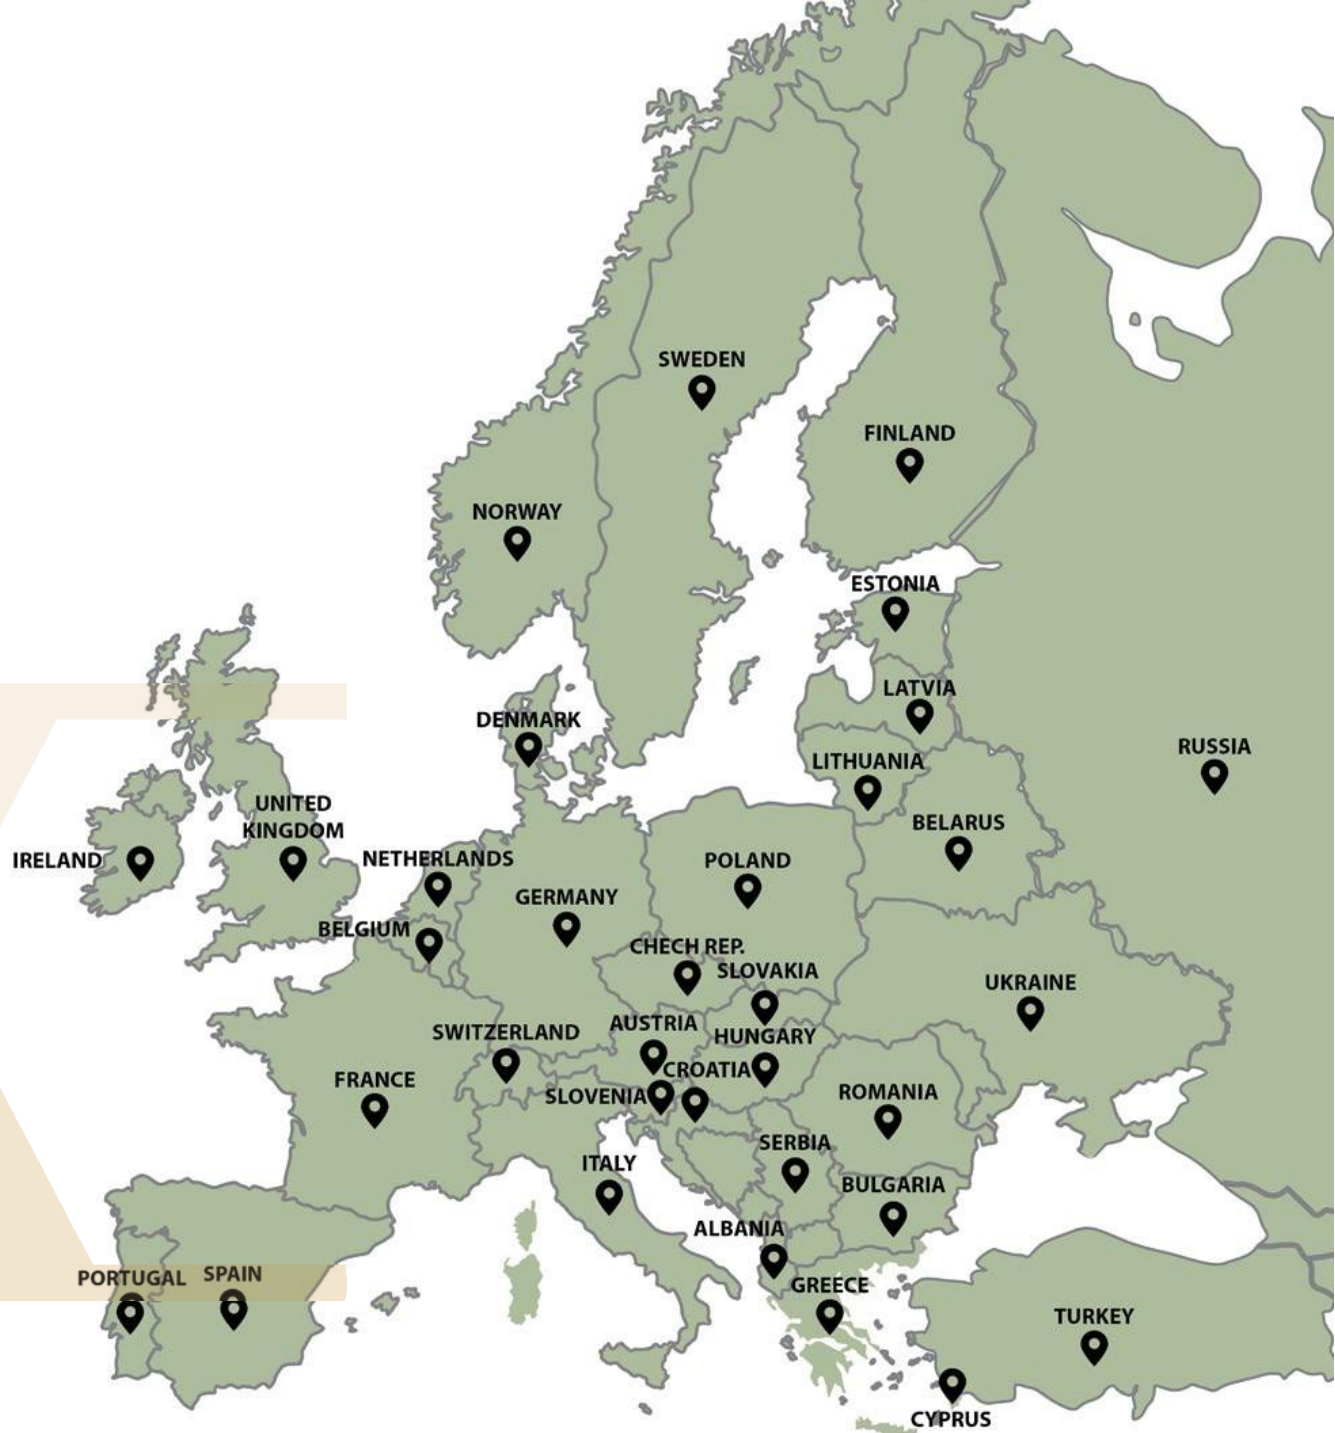 SWEDEN
FINLAND
NORWAY
ESTONIA
LATVIA
DENMARK
RUSSIA
LITHUANIA
UNITED
KINGDOM
BELARUS
IRELAND
NETHERLANDS
POLAND
GERMANY
BELGIUM
CHECH REP.
SLOVAKIA
UKRAINE
AUSTRIA
SWITZERLAND
HUNGARY
CROATIA
FRANCE
ROMANIA
SLOVENIA
SERBIA
ITALY
BULGARIA
ALBANIA
PORTUGAL
SPAIN
GREECE
TURKEY
CYPRUS